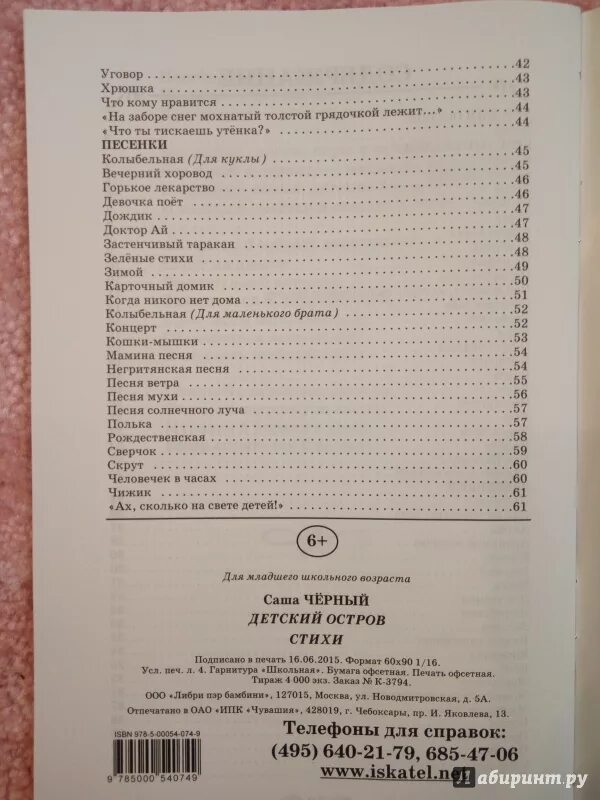 Уговор ........ 42
Хрюшка ........ 43
Что кому нравится ........ 43
«На заборе снег мохнатый толстой грядочкой лежит...» ........ 44
«Что ты тискаешь утёнка?» ........ 44
ПЕСЕНКИ
Колыбельная (Для куклы) ........ 45
Вечерний хоровод ........ 45
Горькое лекарство ........ 46
Девочка поёт ........ 46
Дождик ........ 47
Доктор Ай ........ 47
Застенчивый таракан ........ 48
Зелёные стихи ........ 48
Зимой ........ 49
Карточный домик ........ 50
Когда никого нет дома ........ 51
Колыбельная (Для маленького брата) ........ 52
Концерт ........ 52
Кошки-мышки ........ 53
Мамина песня ........ 54
Негритянская песня ........ 54
Песня ветра ........ 55
Песня мухи ........ 56
Песня солнечного луча ........ 57
Полька ........ 57
Рождественская ........ 58
Сверчок ........ 59
Скрут ........ 60
Человечек в часах ........ 60
Чижик ........ 61
«Ах, сколько на свете детей!» ........ 61
6+
Для младшего школьного возраста
Саша ЧЁРНЫЙ
ДЕТСКИЙ ОСТРОВ
СТИХИ
Подписано в печать 16.06.2015. Формат 60х90 1/16.
Усл. печ. л. 4. Гарнитура «Школьная». Бумага офсетная. Печать офсетная.
Тираж 4 000 экз. Заказ № К-3794.
ООО «Либри пэр бамбини», 127015, Москва, ул. Новодмитровская, д. 5А.
Отпечатано в ОАО «ИПК «Чувашия», 428019, г. Чебоксары, пр. И. Яковлева, 13.
ISBN 978-5-00054-074-9
9 785000 540749
Телефоны для справок:
(495) 640-21-79, 685-47-06
www.iskatel.net
Лабиринт.ру